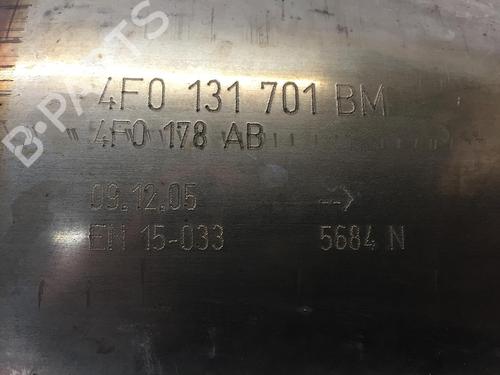 B-PARTS
4F0 131 701 BM
4F0 178 AB
09.12.05 -->
EN 15-033 5684 N